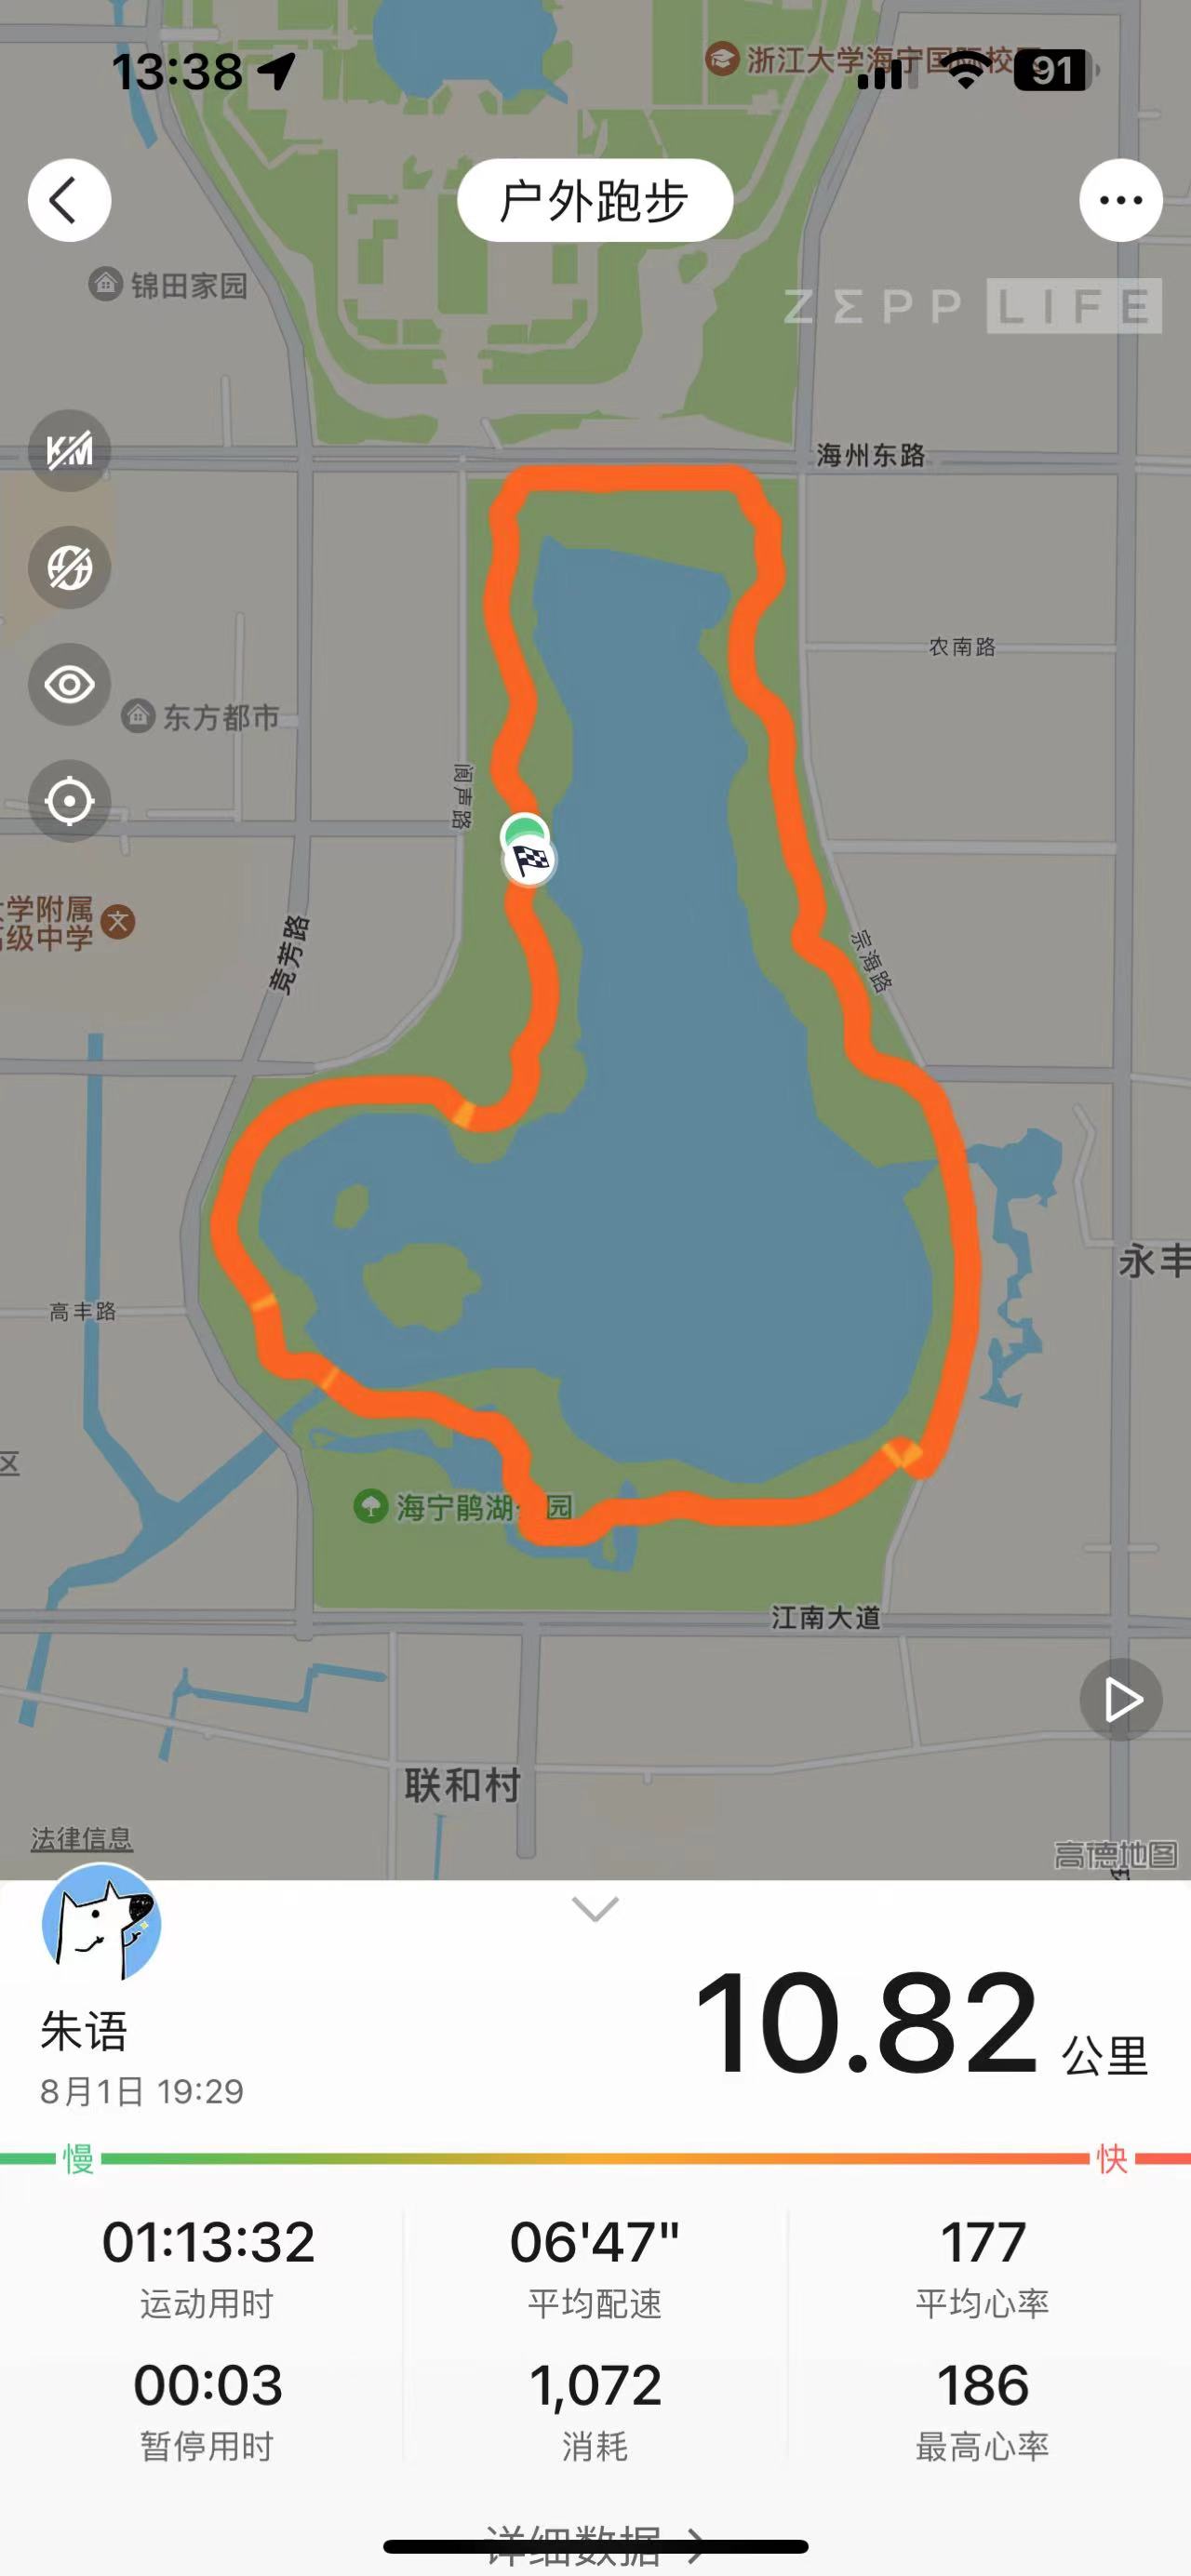 13:38
91
浙江大学海宁国际校
户外跑步
锦田家园
ZΣPP LIFE
KM
海州东路
农南路
东方都市
阆声路
学附属
级中学
文
竞芳路
宗海路
永丰
高丰路
区
海宁鹃湖公园
江南大道
联和村
法律信息
高德地图
朱语
10.82 公里
8月1日 19:29
慢
快
01:13:32
06'47"
177
运动用时
平均配速
平均心率
00:03
1,072
186
暂停用时
消耗
最高心率
详细数据